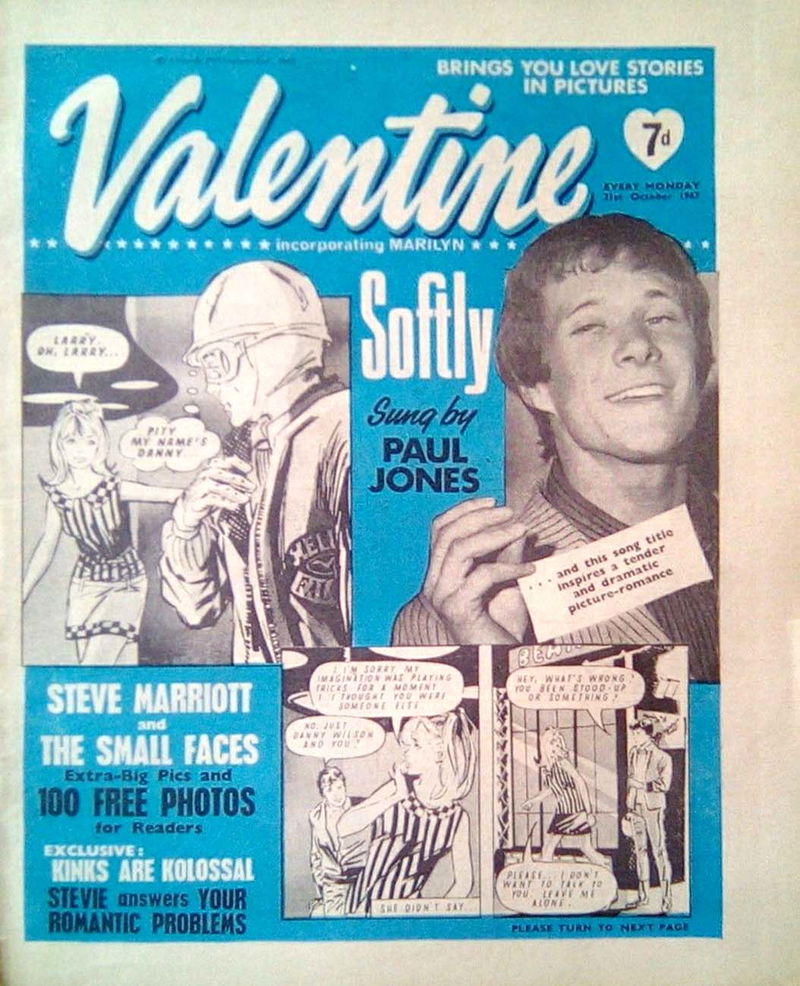 BRINGS YOU LOVE STORIES
IN PICTURES
Valentine
7d
EVERY MONDAY
21st October 1967
incorporating MARILYN
LARRY.
OH, LARRY...
PITY
MY NAME'S
DANNY...
HELL
FAI
Softly
Sung by
PAUL
JONES
... and this song title
inspires a tender
and dramatic
picture-romance
STEVE MARRIOTT
and
THE SMALL FACES
Extra-Big Pics and
100 FREE PHOTOS
for Readers
EXCLUSIVE:
KINKS ARE KOLOSSAL
STEVIE answers YOUR
ROMANTIC PROBLEMS
I, I'M SORRY. MY
IMAGINATION WAS PLAYING
TRICKS FOR A MOMENT
I, I THOUGHT YOU WERE
SOMEONE ELSE.
NO, JUST
DANNY WILSON
AND YOU?
SHE DIDN'T SAY...
HEY, WHAT'S WRONG?
YOU BEEN STOOD-UP
OR SOMETHING?
PLEASE... I DON'T
WANT TO TALK TO
YOU. LEAVE ME
ALONE.
PLEASE TURN TO NEXT PAGE